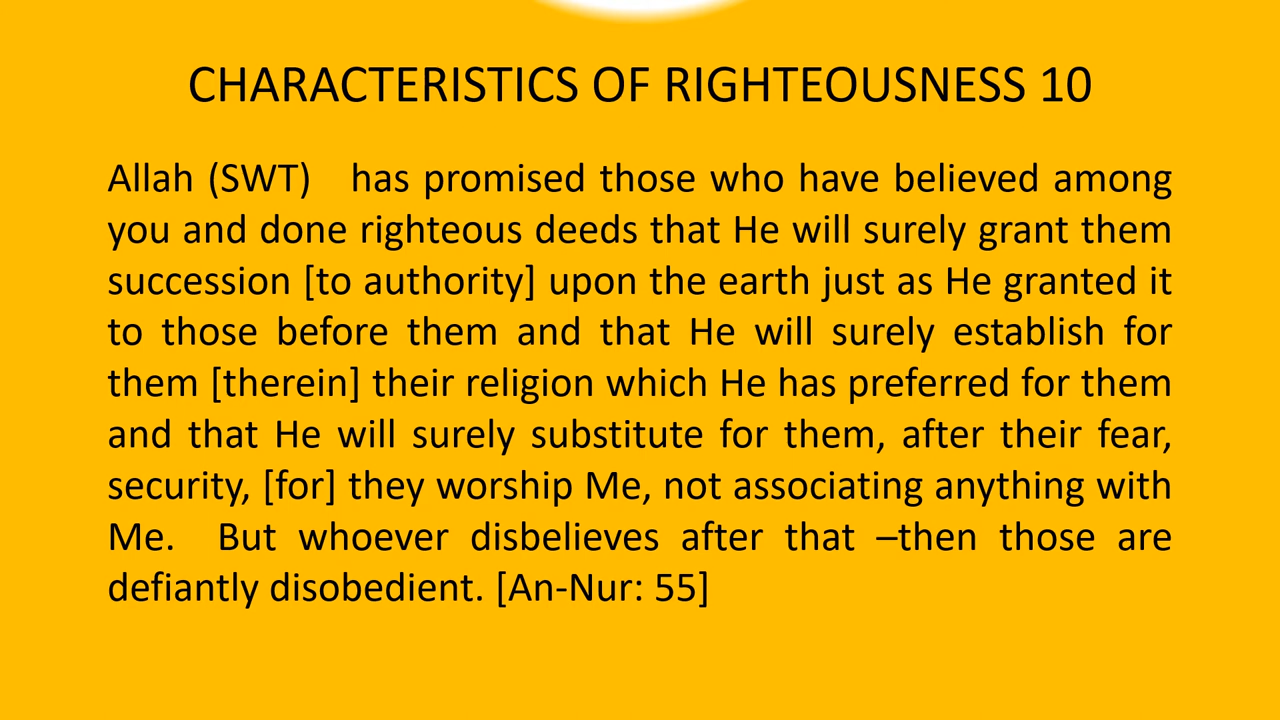 CHARACTERISTICS OF RIGHTEOUSNESS 10
Allah (SWT)   has promised those who have believed among
you and done righteous deeds that He will surely grant them
succession [to authority] upon the earth just as He granted it
to those before them and that He will surely establish for
them [therein] their religion which He has preferred for them
and that He will surely substitute for them, after their fear,
security, [for] they worship Me, not associating anything with
Me.  But whoever disbelieves after that –then those are
defiantly disobedient. [An-Nur: 55]